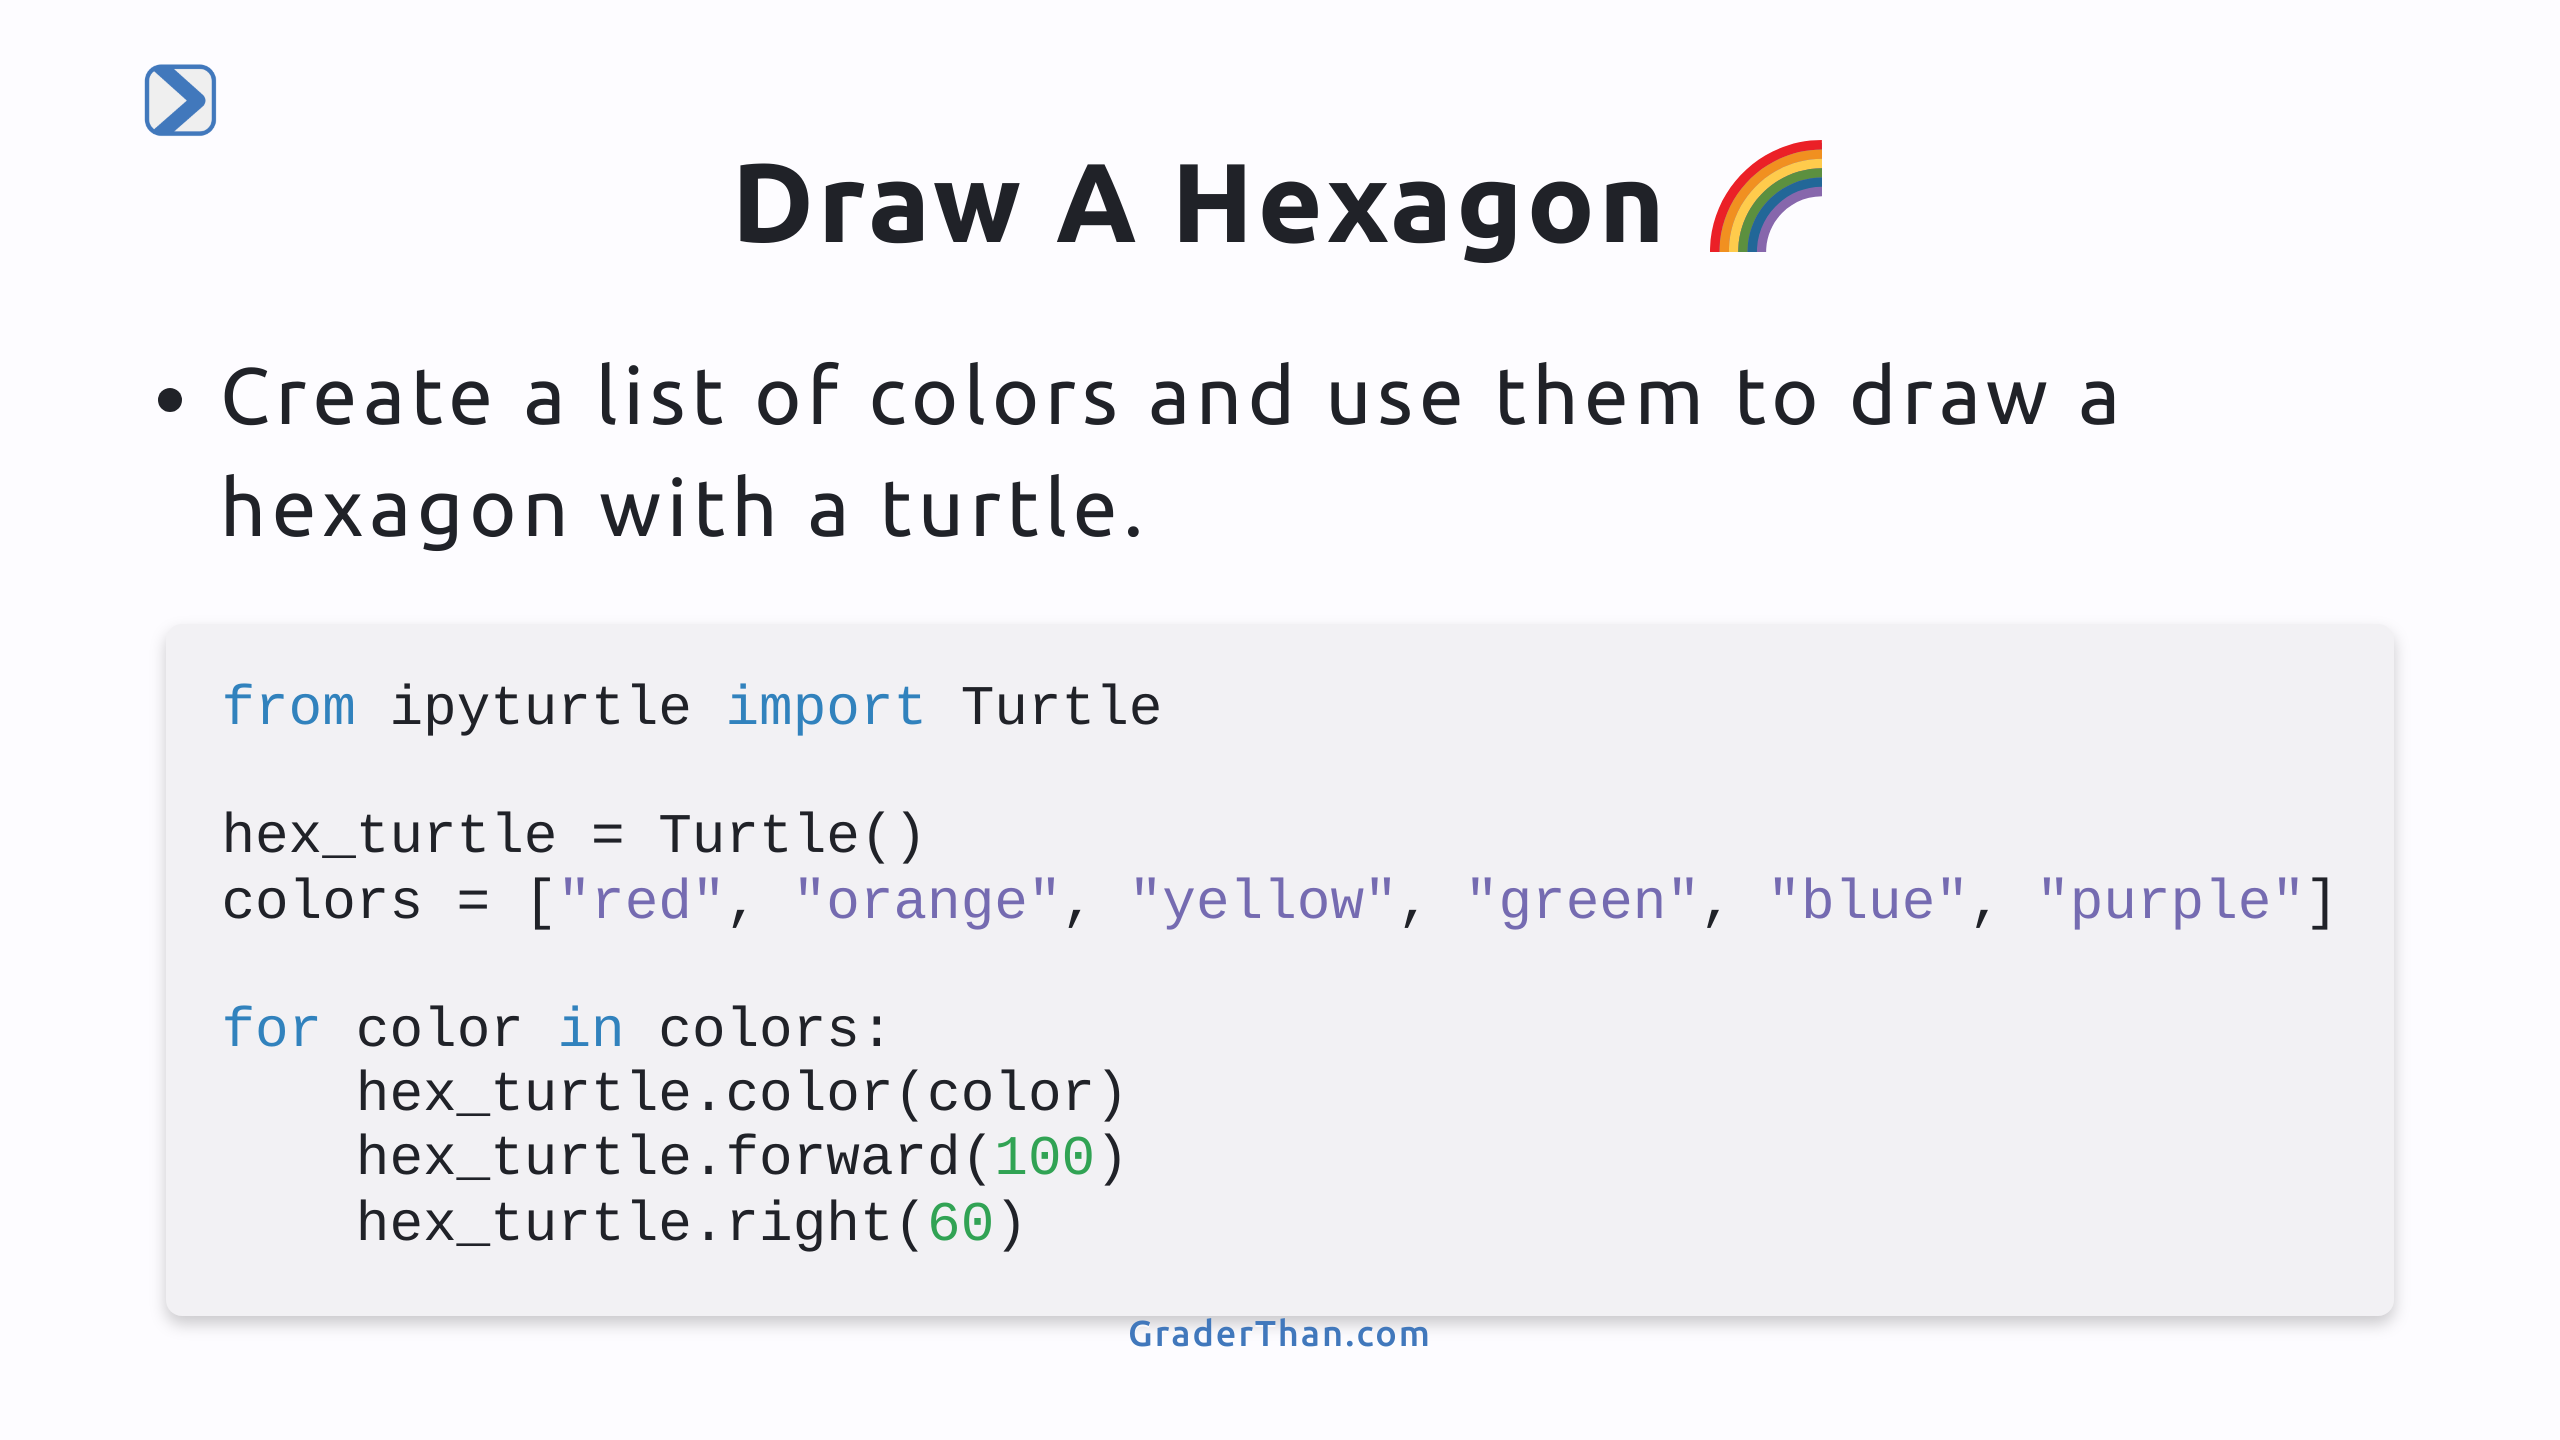 Draw A Hexagon 🌈
• Create a list of colors and use them to draw a
hexagon with a turtle.
from ipyturtle import Turtle
hex_turtle = Turtle()
colors = ["red", "orange", "yellow", "green", "blue", "purple"]
for color in colors:
    hex_turtle.color(color)
    hex_turtle.forward(100)
    hex_turtle.right(60)
GraderThan.com